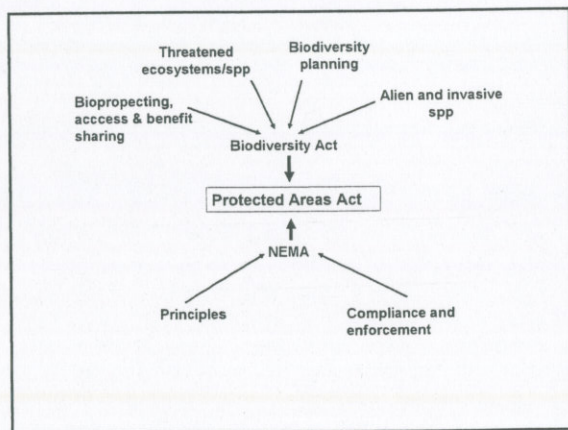 Threatened
ecosystems/spp
Biodiversity
planning
Biopropecting,
acccess & benefit
sharing
Alien and invasive
spp
Biodiversity Act
Protected Areas Act
NEMA
Principles
Compliance and
enforcement